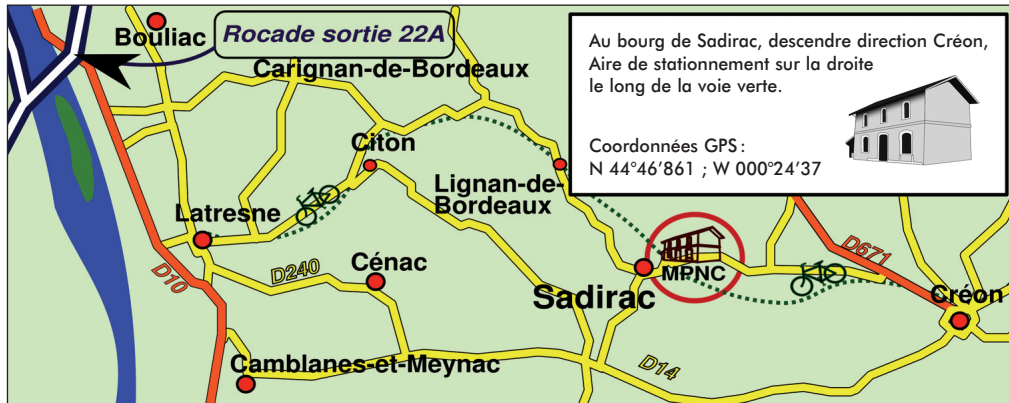 Bouliac
Rocade sortie 22A
Carignan-de-Bordeaux
Au bourg de Sadirac, descendre direction Créon,
Aire de stationnement sur la droite
le long de la voie verte.
Coordonnées GPS :
N 44°46’861 ; W 000°24’37
Citon
Lignan-de-
Bordeaux
Latresne
D10
D240
Cénac
MPNC
Sadirac
D671
Créon
Camblanes-et-Meynac
D14